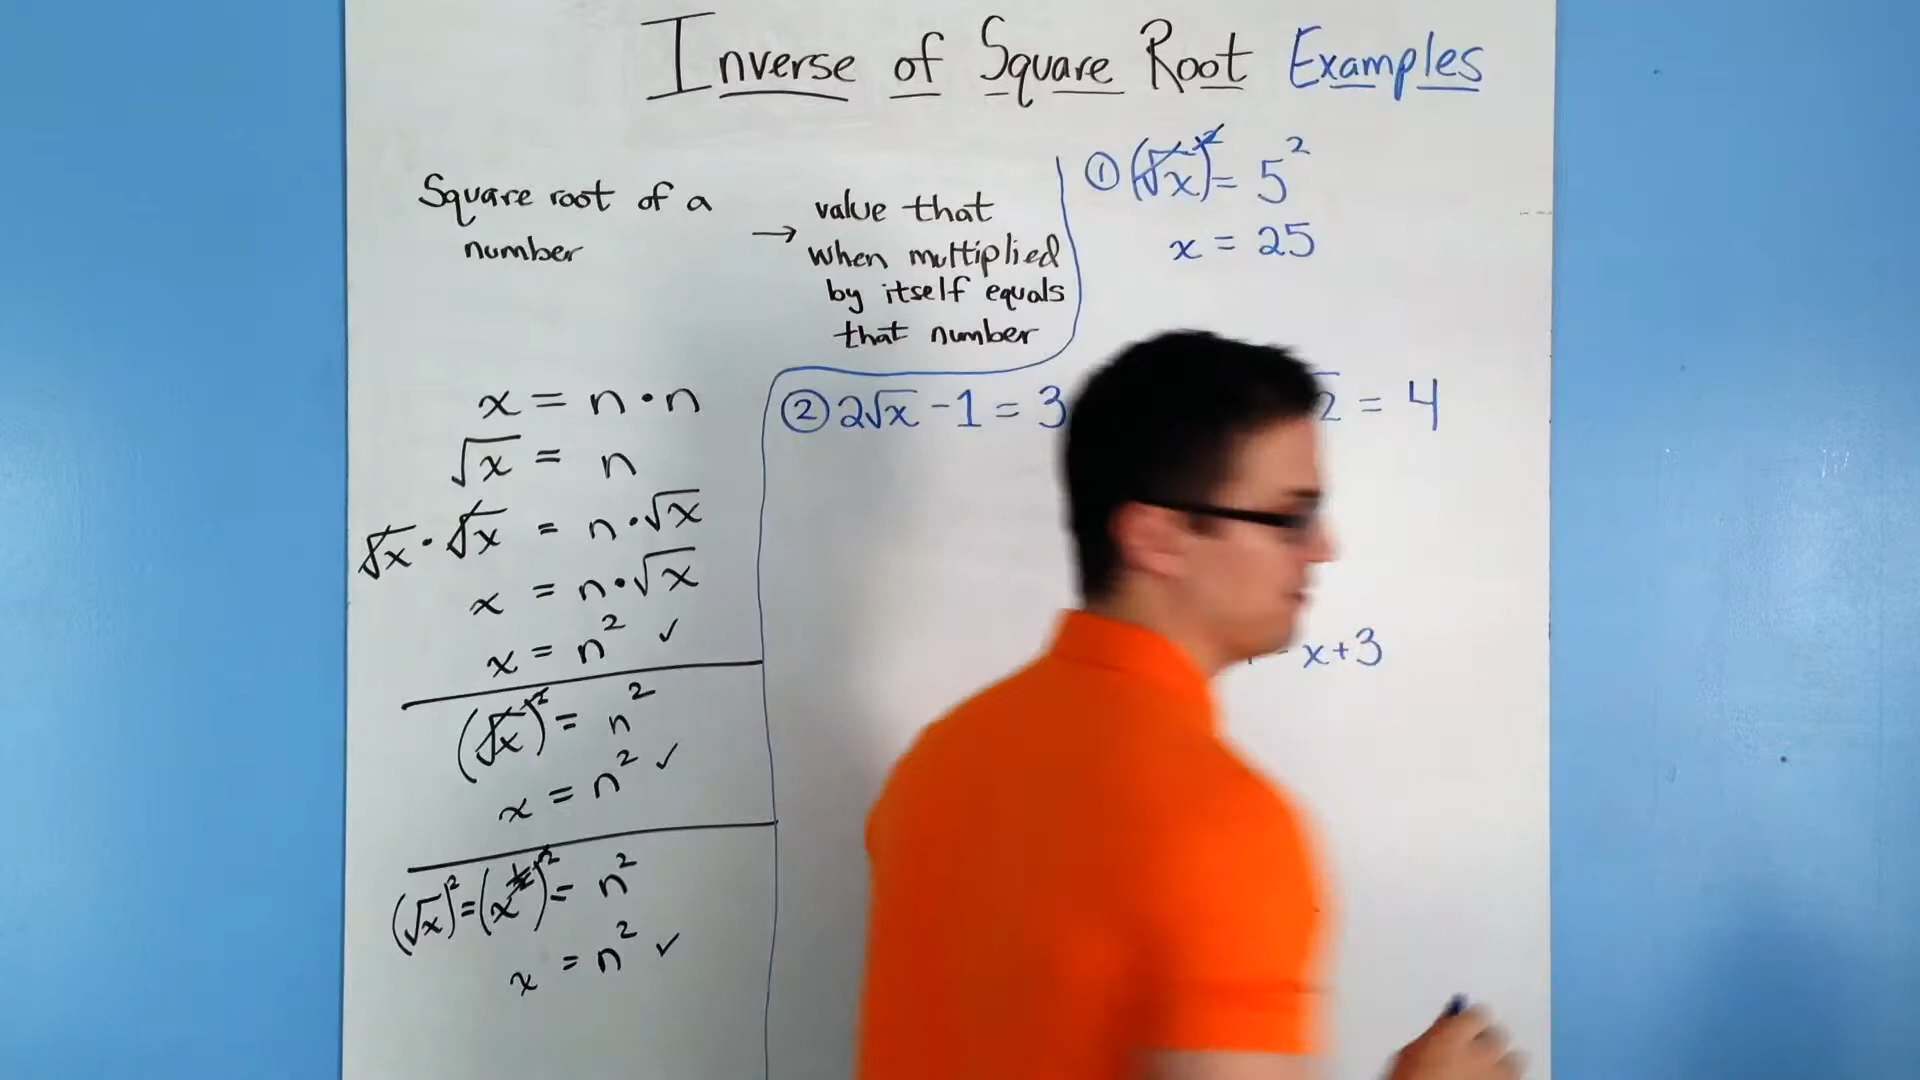 Inverse of Square Root Examples
Square root of a
number
→ value that
when multiplied
by itself equals
that number
x = n · n
√x = n
√x · √x = n · √x
x = n · √x
x = n² ✓
(√x)² = n²
x = n² ✓
(√x)² = (x^½)² = n²
x = n² ✓
① (√x)² = 5²
x = 25
② 2√x - 1 = 3
2 = 4
x + 3